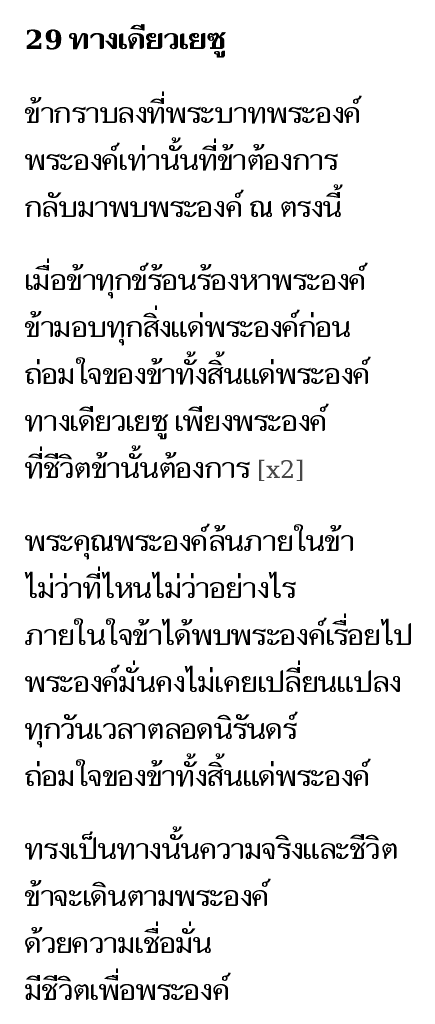 29 ทางเดียวเยซู
ข้ากราบลงที่พระบาทพระองค์
พระองค์เท่านั้นที่ข้าต้องการ
กลับมาพบพระองค์ ณ ตรงนี้
เมื่อข้าทุกข์ร้อนร้องหาพระองค์
ข้ามอบทุกสิ่งแด่พระองค์ก่อน
ถ่อมใจของข้าทั้งสิ้นแด่พระองค์
ทางเดียวเยซู เพียงพระองค์
ที่ชีวิตข้านั้นต้องการ [x2]
พระคุณพระองค์ล้นภายในข้า
ไม่ว่าที่ไหนไม่ว่าอย่างไร
ภายในใจข้าได้พบพระองค์เรื่อยไป
พระองค์มั่นคงไม่เคยเปลี่ยนแปลง
ทุกวันเวลาตลอดนิรันดร์
ถ่อมใจของข้าทั้งสิ้นแด่พระองค์
ทรงเป็นทางนั้นความจริงและชีวิต
ข้าจะเดินตามพระองค์
ด้วยความเชื่อมั่น
มีชีวิตเพื่อพระองค์